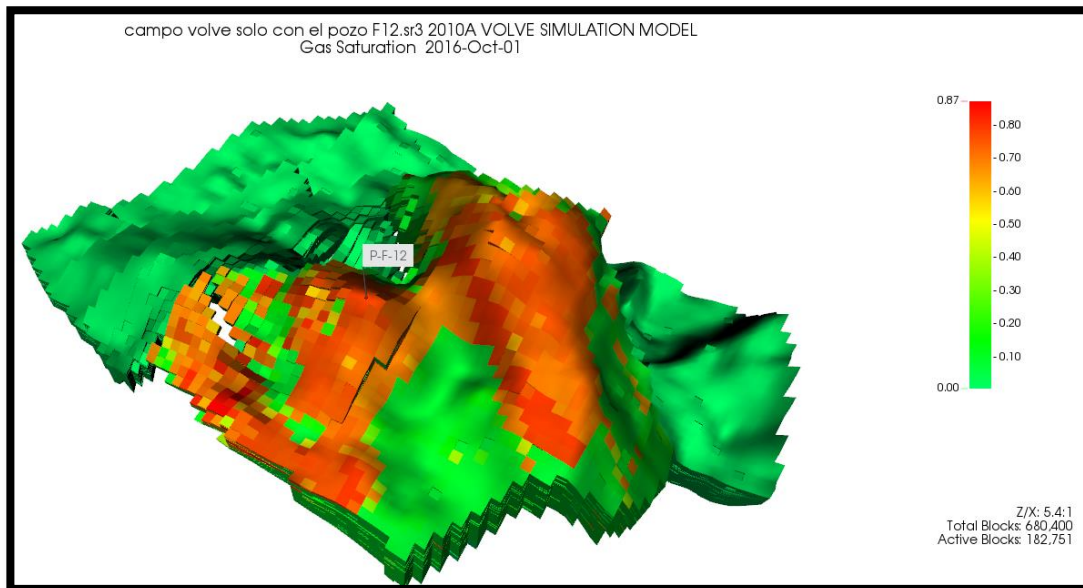 campo volve solo con el pozo F12.sr3 2010A VOLVE SIMULATION MODEL
Gas Saturation 2016-Oct-01
P-F-12
0.87
0.80
0.70
0.60
0.50
0.40
0.30
0.20
0.10
0.00
Z/X: 5.4:1
Total Blocks: 680,400
Active Blocks: 182,751